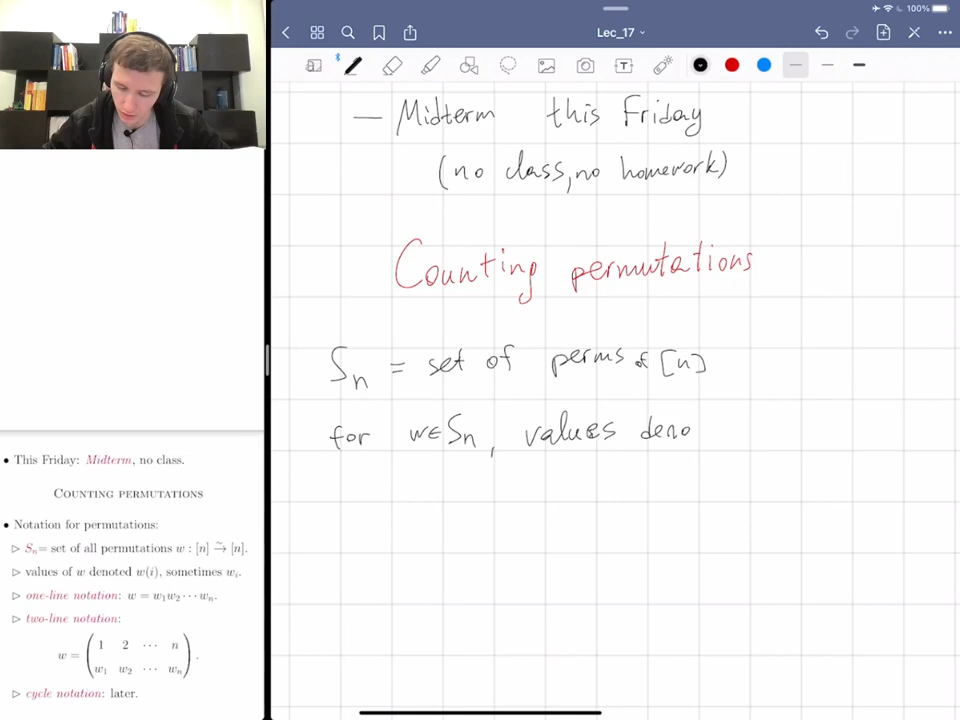 100%
Lec_17
T
— Midterm this Friday
(no class, no homework)
Counting permutations
Sn = set of perms of [n]
for w∈Sn, values deno
• This Friday: Midterm, no class.
COUNTING PERMUTATIONS
• Notation for permutations:
▷ Sn= set of all permutations w : [n] →~ [n].
▷ values of w denoted w(i), sometimes wi.
▷ one-line notation: w = w1w2 ··· wn.
▷ two-line notation:
w = ( 1 2 ··· n
w1 w2 ··· wn ).
▷ cycle notation: later.